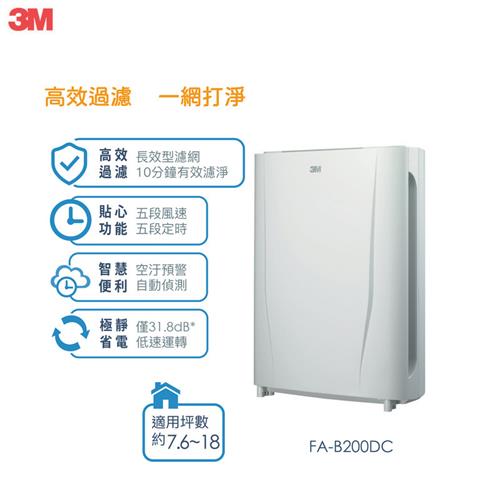 3M
高效過濾 一網打淨
高效 長效型濾網
過濾 10分鐘有效濾淨
貼心 五段風速
功能 五段定時
智慧 空汙預警
便利 自動偵測
極靜 僅31.8dB*
省電 低速運轉
3M
適用坪數
約7.6~18
FA-B200DC